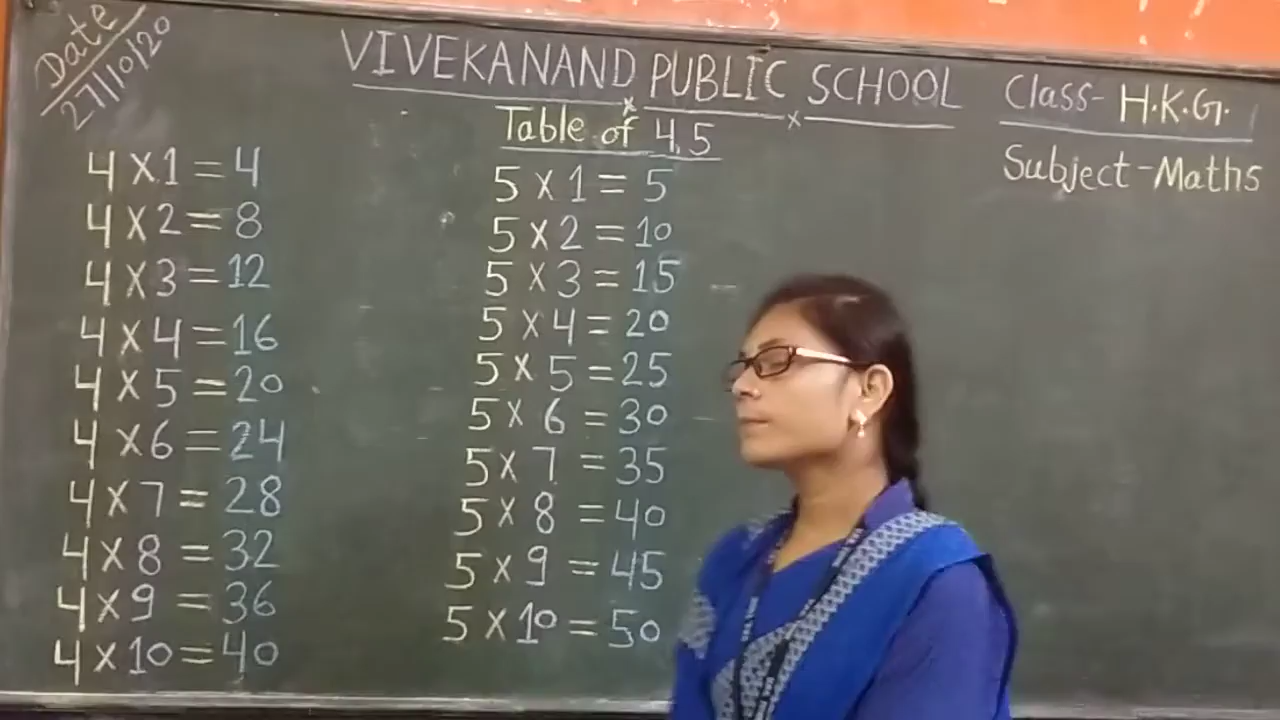 Date
27/10/20
VIVEKANAND PUBLIC SCHOOL
Class- H.K.G.
Subject-Maths
Table of 4,5
4 X 1 = 4
4 X 2 = 8
4 X 3 = 12
4 X 4 = 16
4 X 5 = 20
4 X 6 = 24
4 X 7 = 28
4 X 8 = 32
4 X 9 = 36
4 X 10 = 40
5 X 1 = 5
5 X 2 = 10
5 X 3 = 15
5 X 4 = 20
5 X 5 = 25
5 X 6 = 30
5 X 7 = 35
5 X 8 = 40
5 X 9 = 45
5 X 10 = 50